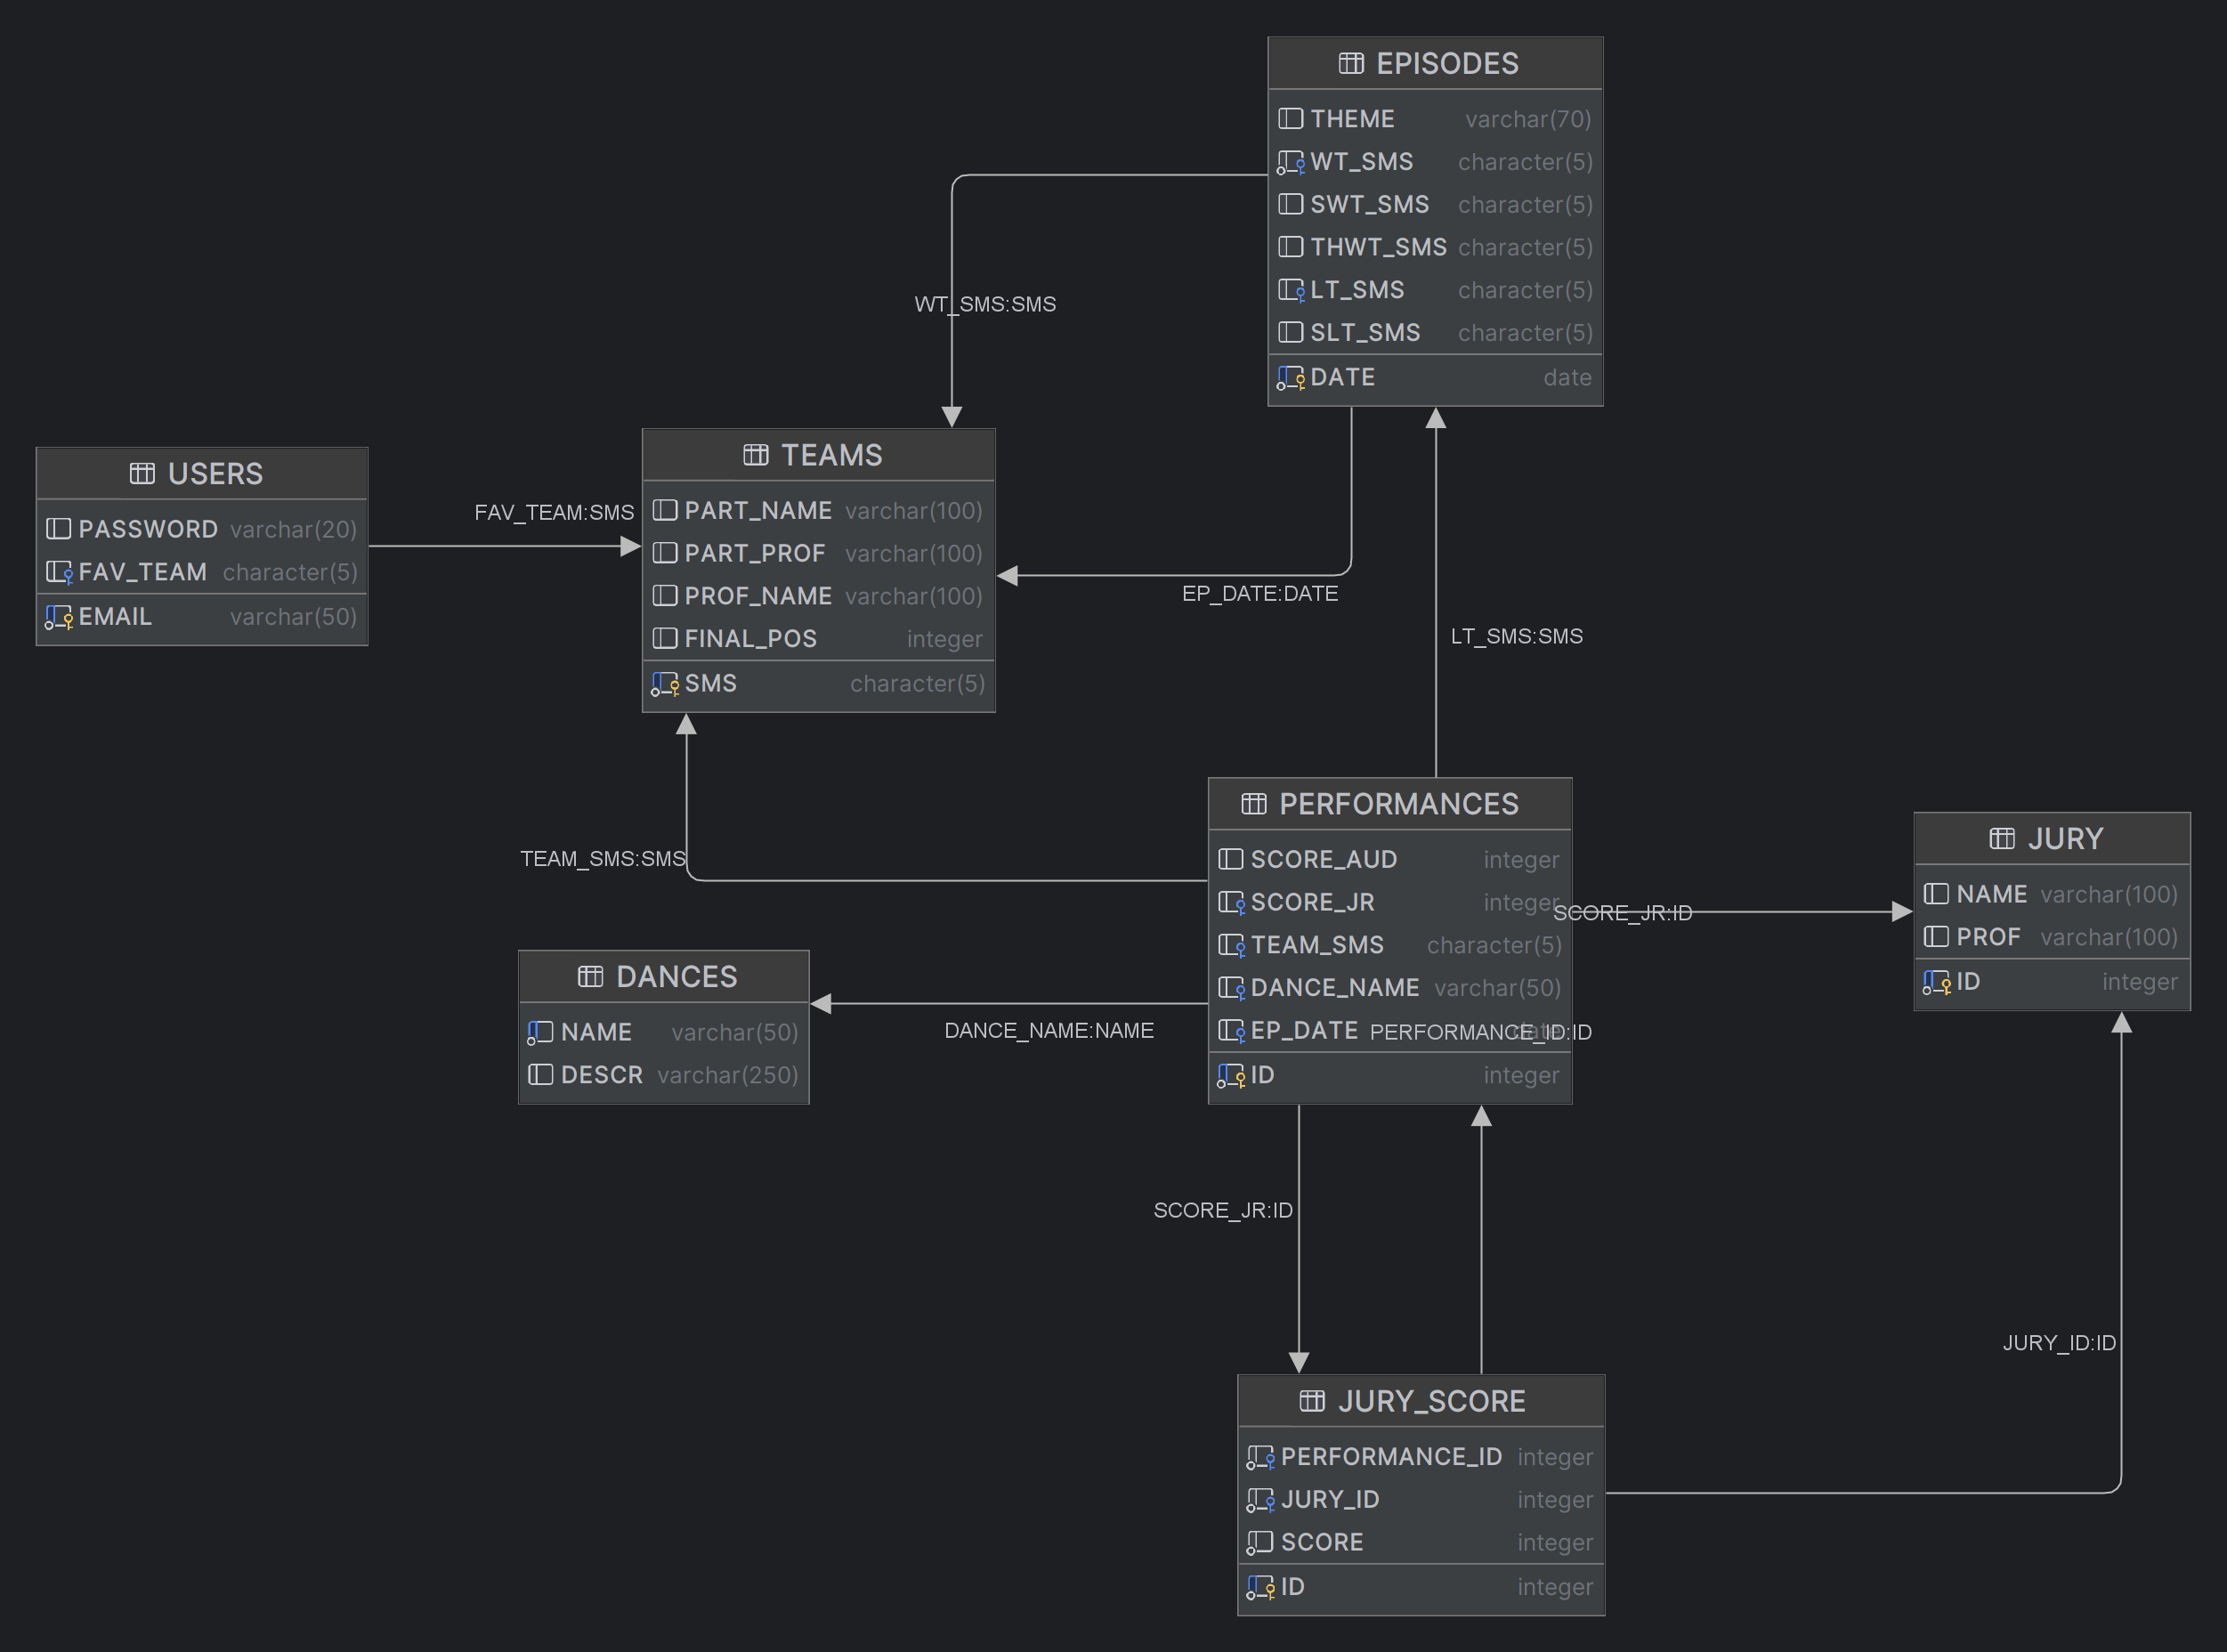 EPISODES
THEME varchar(70)
WT_SMS character(5)
SWT_SMS character(5)
THWT_SMS character(5)
LT_SMS character(5)
SLT_SMS character(5)
DATE date
WT_SMS:SMS
USERS
PASSWORD varchar(20)
FAV_TEAM character(5)
EMAIL varchar(50)
FAV_TEAM:SMS
TEAMS
PART_NAME varchar(100)
PART_PROF varchar(100)
PROF_NAME varchar(100)
FINAL_POS integer
SMS character(5)
EP_DATE:DATE
LT_SMS:SMS
TEAM_SMS:SMS
PERFORMANCES
SCORE_AUD integer
SCORE_JR integer
TEAM_SMS character(5)
DANCE_NAME varchar(50)
EP_DATE date
ID integer
SCORE_JR:ID
PERFORMANCE_ID:ID
JURY
NAME varchar(100)
PROF varchar(100)
ID integer
DANCES
NAME varchar(50)
DESCR varchar(250)
DANCE_NAME:NAME
SCORE_JR:ID
JURY_ID:ID
JURY_SCORE
PERFORMANCE_ID integer
JURY_ID integer
SCORE integer
ID integer